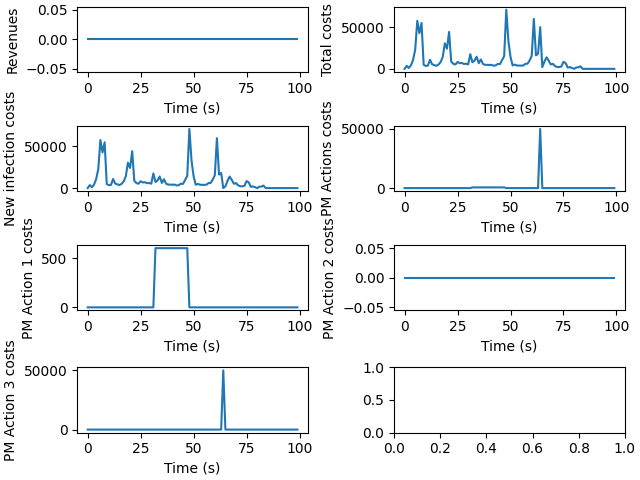 Revenues
0.05
0.00
−0.05
0 25 50 75 100
Time (s)
Total costs
50000
0
0 25 50 75 100
Time (s)
New infection costs
50000
0
0 25 50 75 100
Time (s)
PM Actions costs
50000
0
0 25 50 75 100
Time (s)
PM Action 1 costs
500
0
0 25 50 75 100
Time (s)
PM Action 2 costs
0.05
0.00
−0.05
0 25 50 75 100
Time (s)
PM Action 3 costs
50000
0
0 25 50 75 100
Time (s)
1.0
0.5
0.0
0.0 0.2 0.4 0.6 0.8 1.0